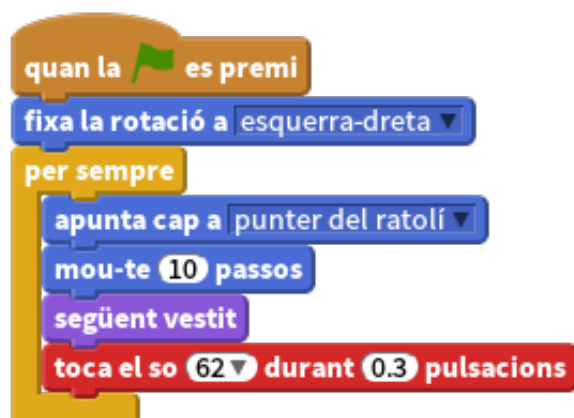 quan la es premi
fixa la rotació a esquerra-dreta
per sempre
apunta cap a punter del ratolí
mou-te 10 passos
següent vestit
toca el so 62 durant 0.3 pulsacions